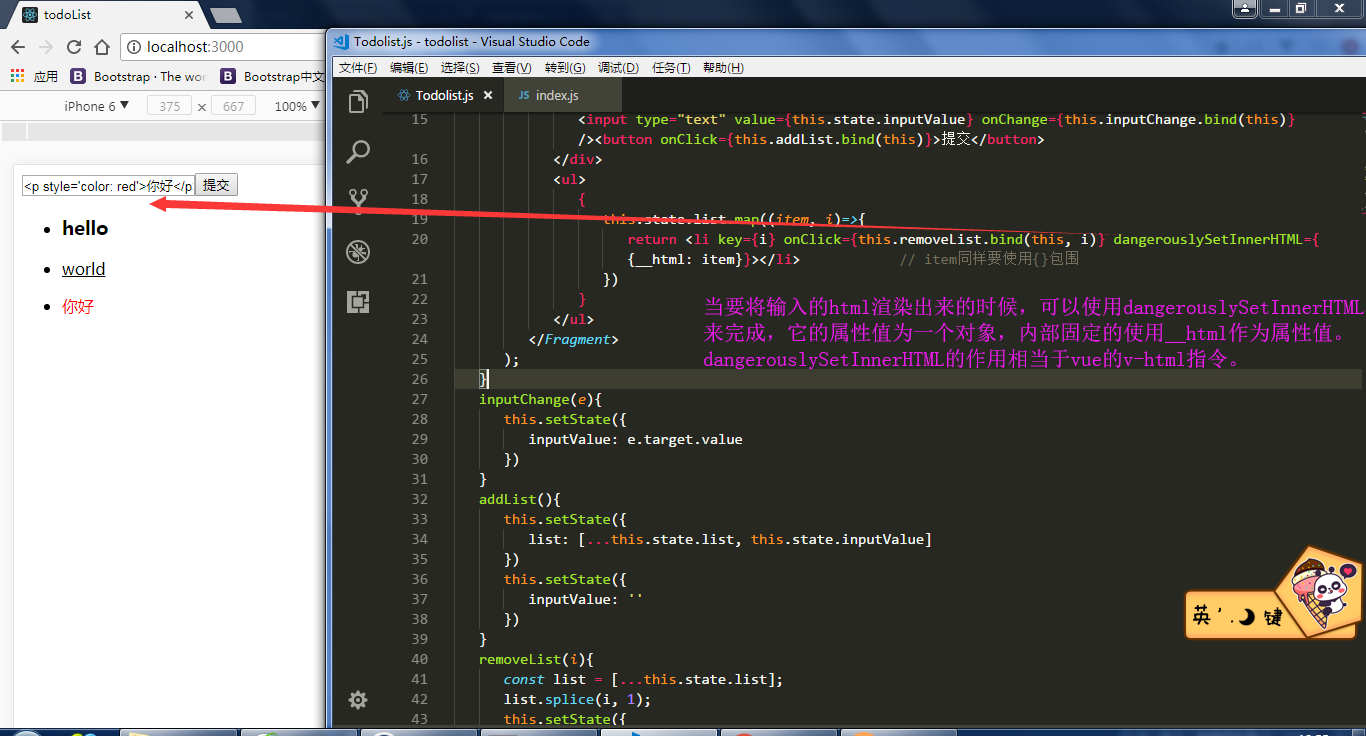 todoList
localhost:3000
应用 Bootstrap · The wor Bootstrap中文
iPhone 6 375 x 667 100%
<p style='color: red'>你好</p 提交
hello
world
你好
Todolist.js - todolist - Visual Studio Code
文件(F) 编辑(E) 选择(S) 查看(V) 转到(G) 调试(D) 任务(T) 帮助(H)
Todolist.js JS index.js
15 <input type="text" value={this.state.inputValue} onChange={this.inputChange.bind(this)}
/><button onClick={this.addList.bind(this)}>提交</button>
16 </div>
17 <ul>
18 {
19 this.state.list.map((item, i)=>{
20 return <li key={i} onClick={this.removeList.bind(this, i)} dangerouslySetInnerHTML={
{__html: item}}></li> // item同样要使用{}包围
21 })
22 }
23 </ul>
24 </Fragment>
25 );
26 }
当要将输入的html渲染出来的时候，可以使用dangerouslySetInnerHTML
来完成，它的属性值为一个对象，内部固定的使用__html作为属性值。
dangerouslySetInnerHTML的作用相当于vue的v-html指令。
27 inputChange(e){
28 this.setState({
29 inputValue: e.target.value
30 })
31 }
32 addList(){
33 this.setState({
34 list: [...this.state.list, this.state.inputValue]
35 })
36 this.setState({
37 inputValue: ''
38 })
39 }
40 removeList(i){
41 const list = [...this.state.list];
42 list.splice(i, 1);
43 this.setState({
英 ' . 键